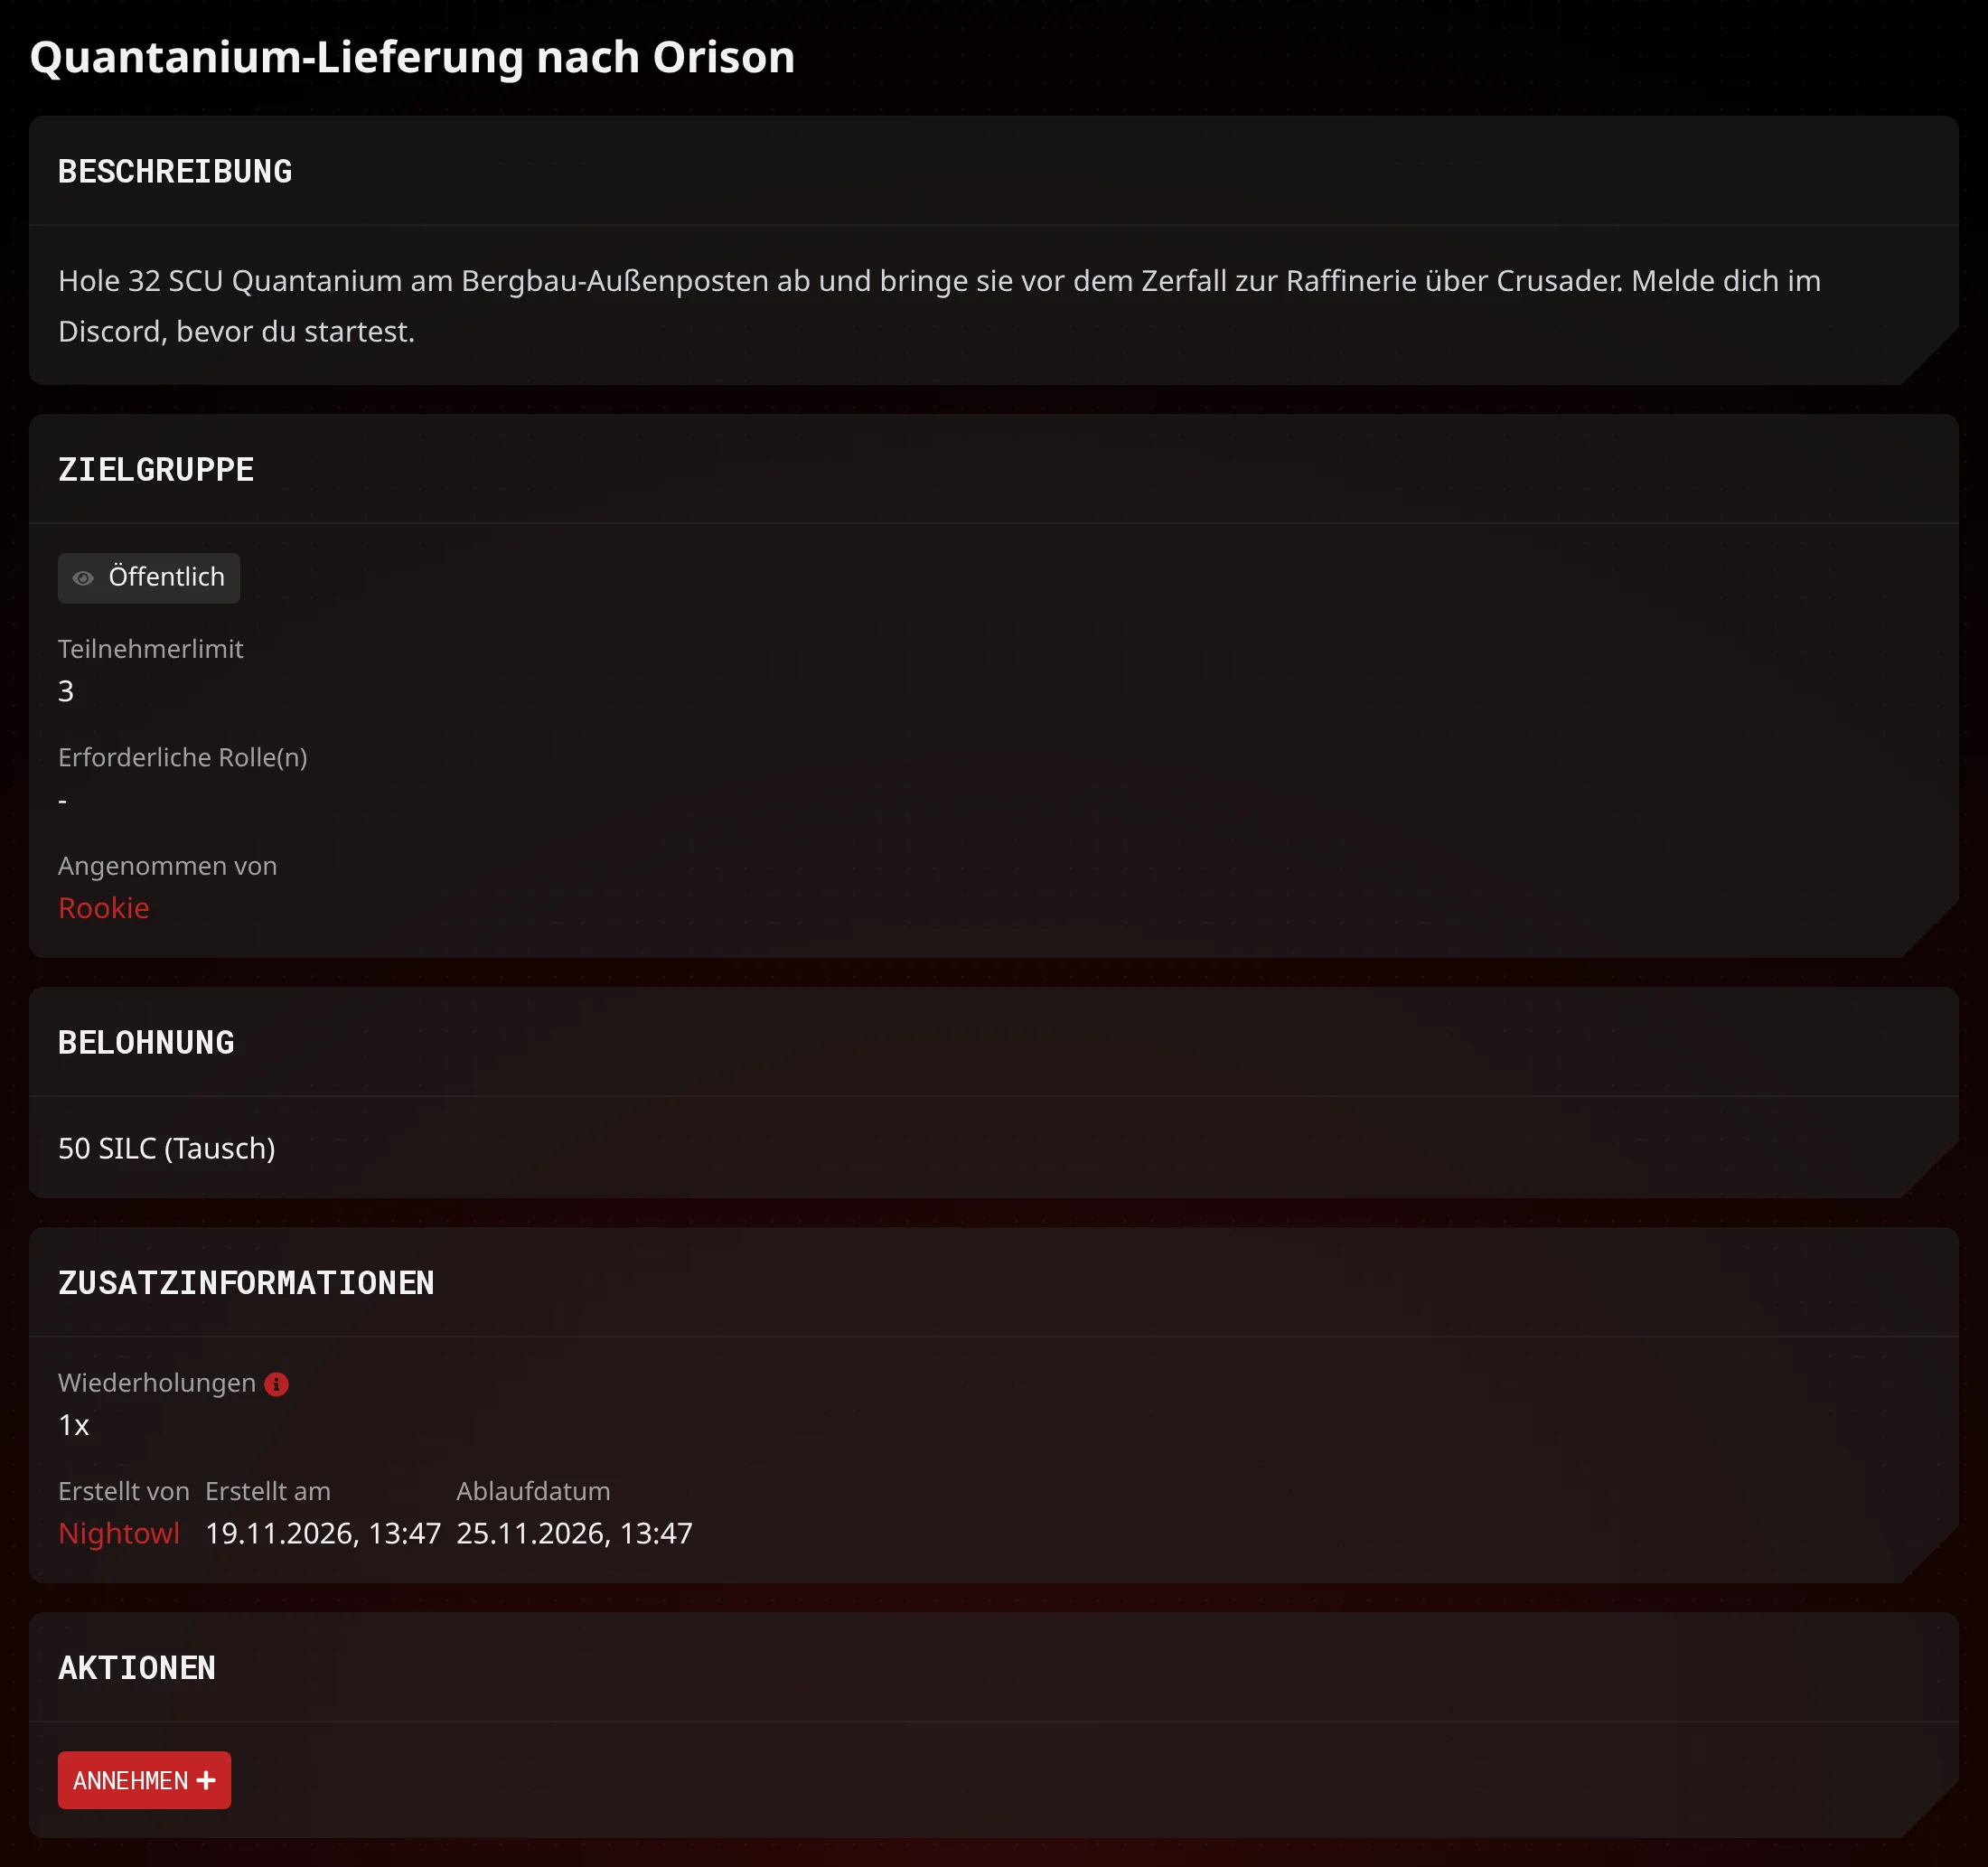 Quantanium-Lieferung nach Orison
BESCHREIBUNG
Hole 32 SCU Quantanium am Bergbau-Außenposten ab und bringe sie vor dem Zerfall zur Raffinerie über Crusader. Melde dich im
Discord, bevor du startest.
ZIELGRUPPE
Öffentlich
Teilnehmerlimit
3
Erforderliche Rolle(n)
-
Angenommen von
Rookie
BELOHNUNG
50 SILC (Tausch)
ZUSATZINFORMATIONEN
Wiederholungen
1x
Erstellt von Erstellt am Ablaufdatum
Nightowl 19.11.2026, 13:47 25.11.2026, 13:47
AKTIONEN
ANNEHMEN